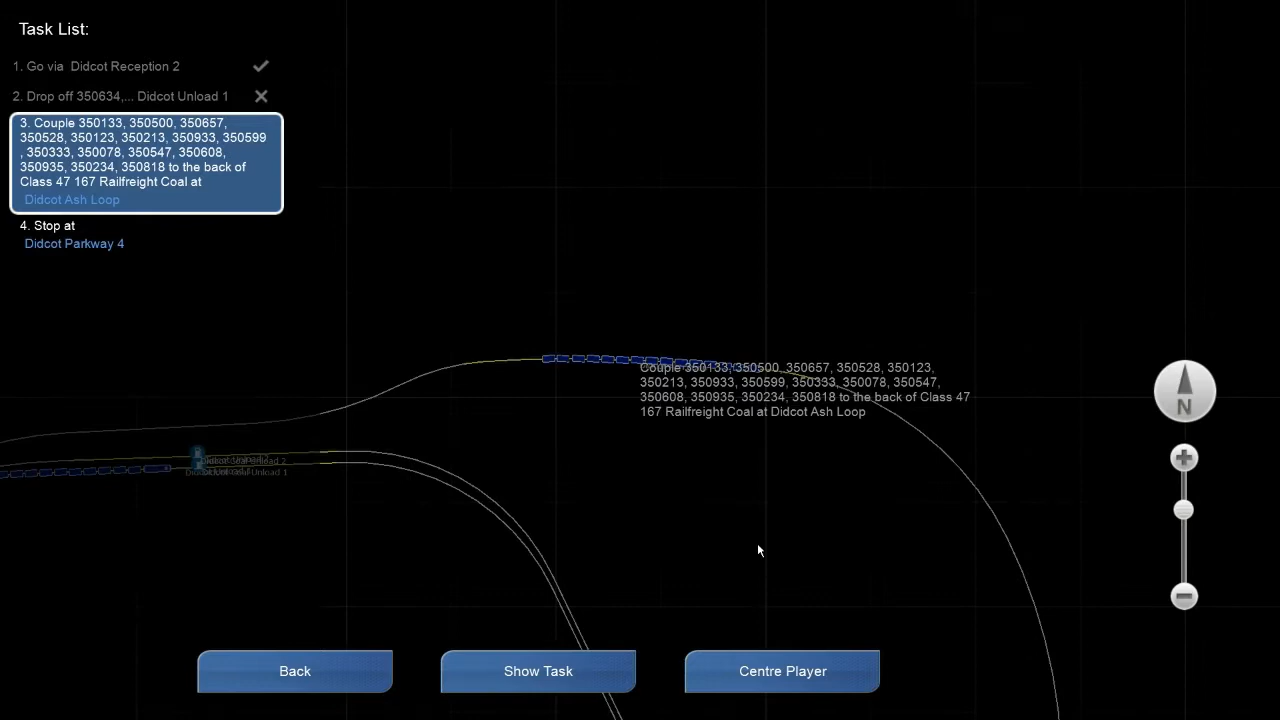 Task List:
1. Go via  Didcot Reception 2
2. Drop off 350634,... Didcot Unload 1
3. Couple 350133, 350500, 350657,
350528, 350123, 350213, 350933, 350599
, 350333, 350078, 350547, 350608,
350935, 350234, 350818 to the back of
Class 47 167 Railfreight Coal at
Didcot Ash Loop
4. Stop at
Didcot Parkway 4
Couple 350133, 350500, 350657, 350528, 350123,
350213, 350933, 350599, 350333, 350078, 350547,
350608, 350935, 350234, 350818 to the back of Class 47
167 Railfreight Coal at Didcot Ash Loop
Unload 2
Unload 1
N
Back
Show Task
Centre Player